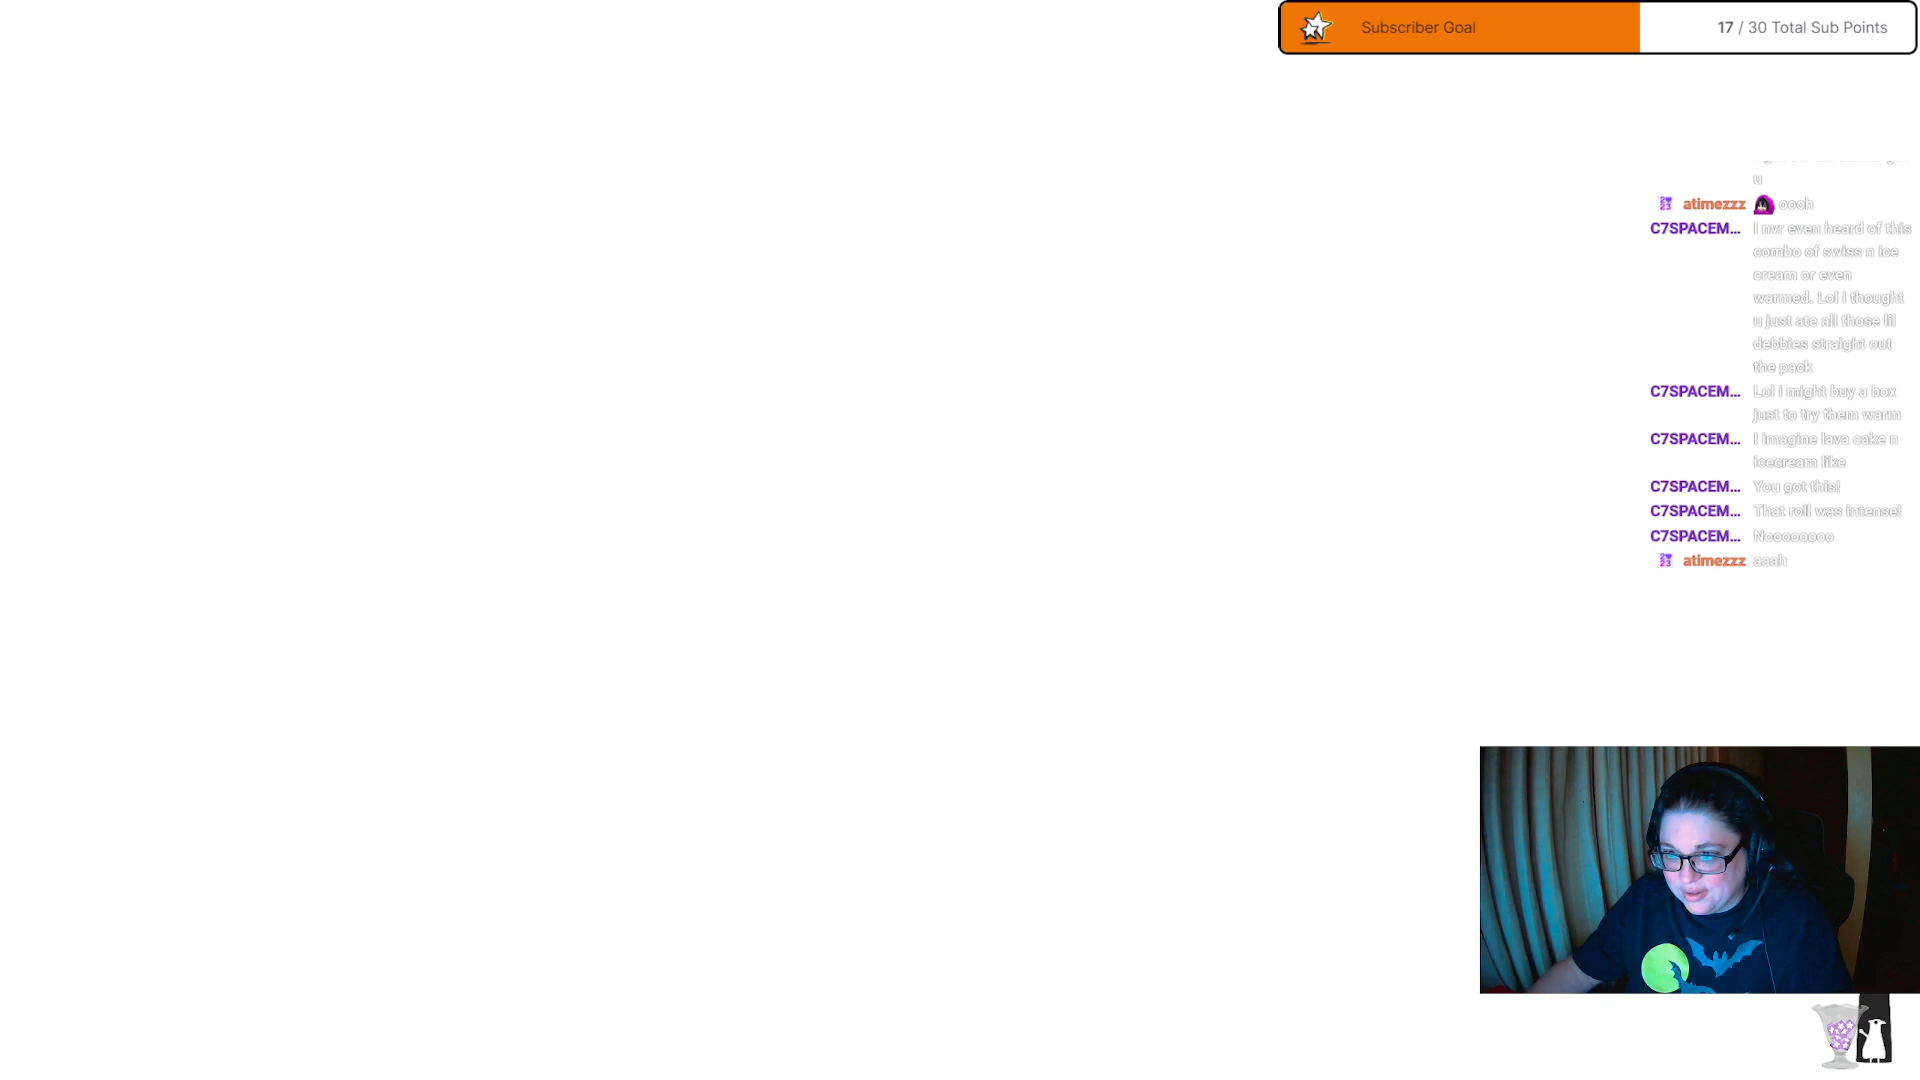 Subscriber Goal
17 / 30 Total Sub Points
u
atimezzz oooh
C7SPACEM... I nvr even heard of this
combo of swiss n ice
cream or even
warmed. Lol i thought
u just ate all those lil
debbies straight out
the pack
C7SPACEM... Lol i might buy a box
just to try them warm
C7SPACEM... I imagine lava cake n
icecream like
C7SPACEM... You got this!
C7SPACEM... That roll was intense!
C7SPACEM... Noooooooo
atimezzz aaah